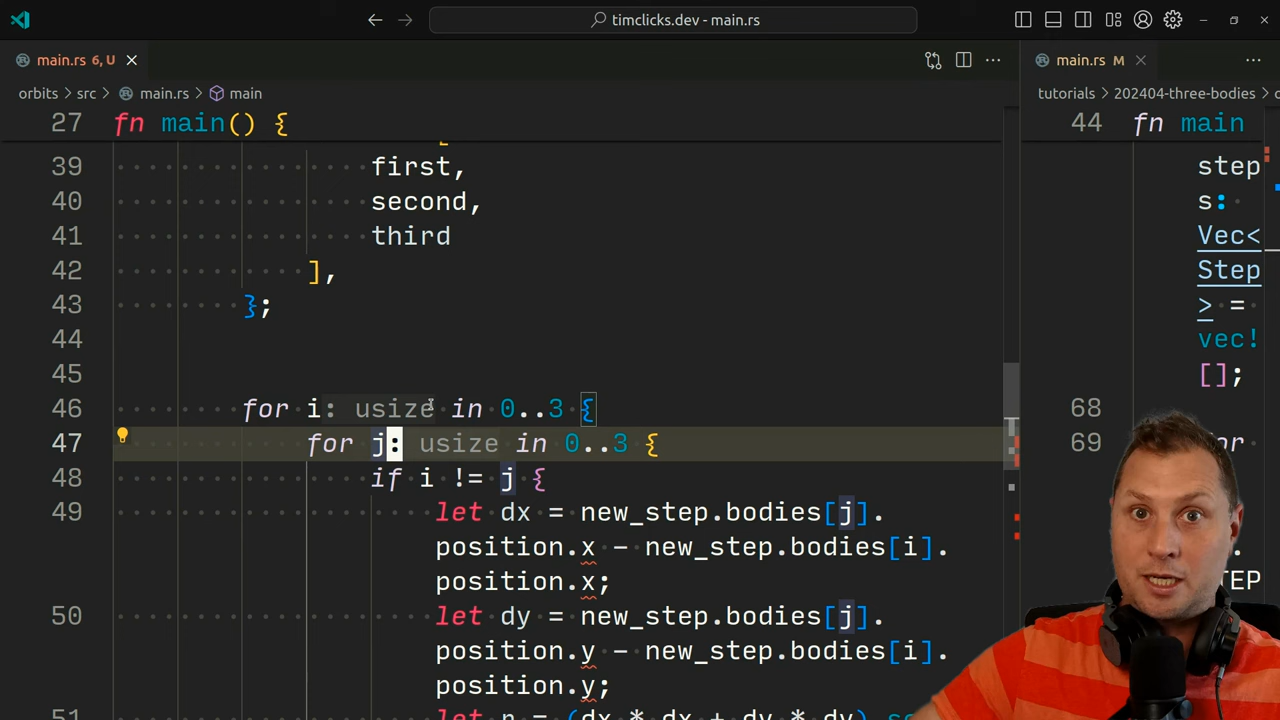 timclicks.dev - main.rs
main.rs 6, U
orbits > src > main.rs > main
27 fn main() {
39 first,
40 second,
41 third
42 ],
43 };
44
45
46 for i: usize in 0..3 {
47 for j: usize in 0..3 {
48 if i != j {
49 let dx = new_step.bodies[j].
position.x - new_step.bodies[i].
position.x;
50 let dy = new_step.bodies[j].
position.y - new_step.bodies[i].
position.y;
main.rs M
tutorials > 202404-three-bodies >
44 fn main
step
s:
Vec<
Step
> =
vec!
[];
68
69